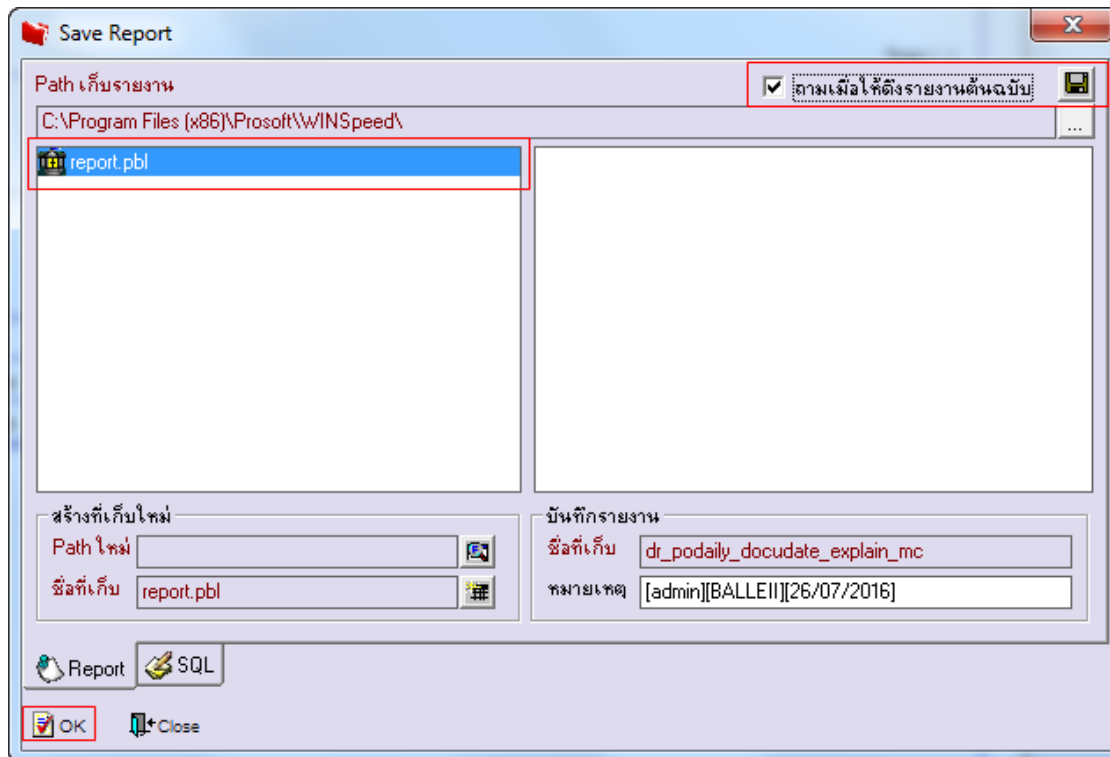 Save Report
Path เก็บรายงาน
ถามเมื่อให้ดึงรายงานต้นฉบับ
C:\Program Files (x86)\Prosoft\WINSpeed\
...
report.pbl
สร้างที่เก็บใหม่
Path ใหม่
ชื่อที่เก็บ report.pbl
บันทึกรายงาน
ชื่อที่เก็บ dr_podaily_docudate_explain_mc
หมายเหตุ [admin][BALLEII][26/07/2016]
Report SQL
OK Close